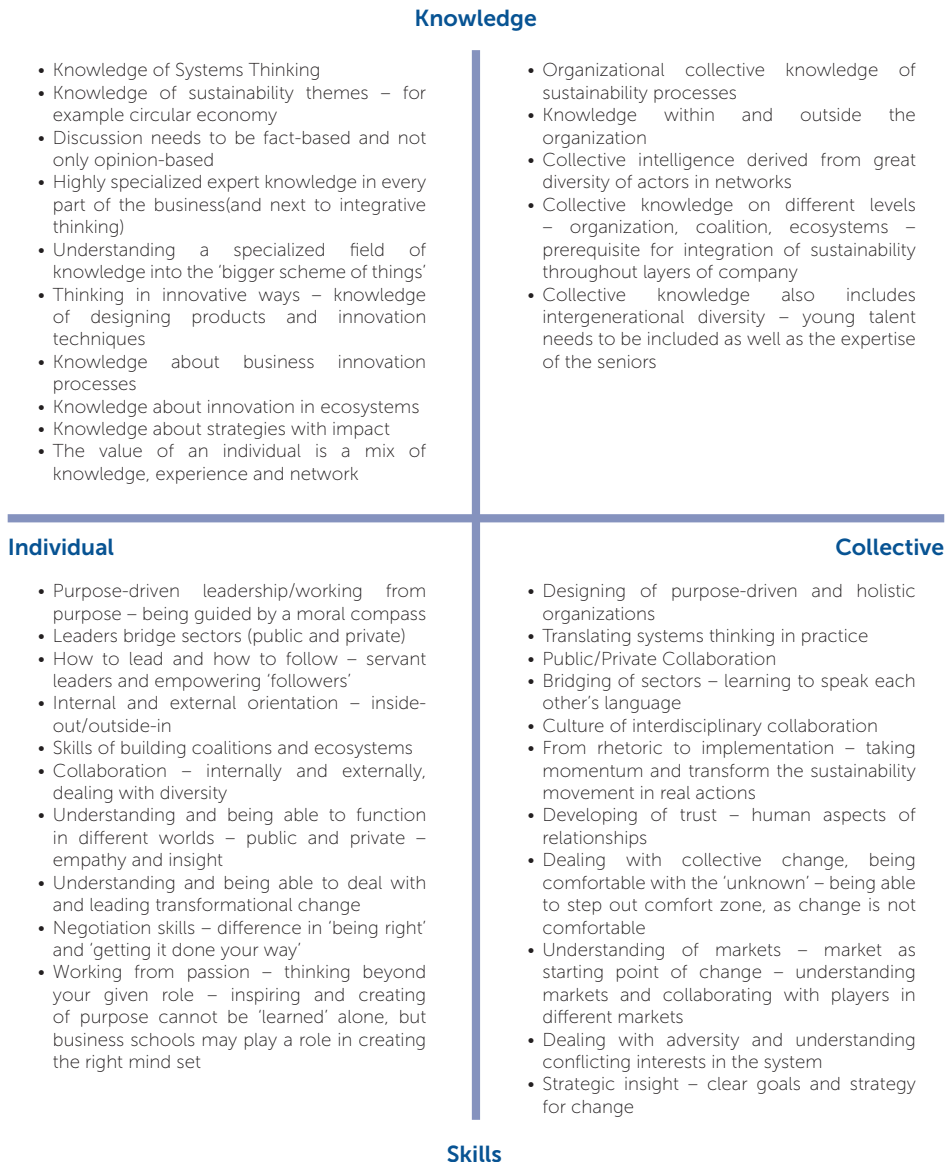 Knowledge
• Knowledge of Systems Thinking
• Knowledge of sustainability themes – for
example circular economy
• Discussion needs to be fact-based and not
only opinion-based
• Highly specialized expert knowledge in every
part of the business(and next to integrative
thinking)
• Understanding a specialized field of
knowledge into the ‘bigger scheme of things’
• Thinking in innovative ways – knowledge
of designing products and innovation
techniques
• Knowledge about business innovation
processes
• Knowledge about innovation in ecosystems
• Knowledge about strategies with impact
• The value of an individual is a mix of
knowledge, experience and network
• Organizational collective knowledge of
sustainability processes
• Knowledge within and outside the
organization
• Collective intelligence derived from great
diversity of actors in networks
• Collective knowledge on different levels
– organization, coalition, ecosystems –
prerequisite for integration of sustainability
throughout layers of company
• Collective knowledge also includes
intergenerational diversity – young talent
needs to be included as well as the expertise
of the seniors
Individual
Collective
• Purpose-driven leadership/working from
purpose – being guided by a moral compass
• Leaders bridge sectors (public and private)
• How to lead and how to follow – servant
leaders and empowering ‘followers’
• Internal and external orientation – inside-
out/outside-in
• Skills of building coalitions and ecosystems
• Collaboration – internally and externally,
dealing with diversity
• Understanding and being able to function
in different worlds – public and private –
empathy and insight
• Understanding and being able to deal with
and leading transformational change
• Negotiation skills – difference in ‘being right’
and ‘getting it done your way’
• Working from passion – thinking beyond
your given role – inspiring and creating
of purpose cannot be ‘learned’ alone, but
business schools may play a role in creating
the right mind set
• Designing of purpose-driven and holistic
organizations
• Translating systems thinking in practice
• Public/Private Collaboration
• Bridging of sectors – learning to speak each
other’s language
• Culture of interdisciplinary collaboration
• From rhetoric to implementation – taking
momentum and transform the sustainability
movement in real actions
• Developing of trust – human aspects of
relationships
• Dealing with collective change, being
comfortable with the ‘unknown’ – being able
to step out comfort zone, as change is not
comfortable
• Understanding of markets – market as
starting point of change – understanding
markets and collaborating with players in
different markets
• Dealing with adversity and understanding
conflicting interests in the system
• Strategic insight – clear goals and strategy
for change
Skills